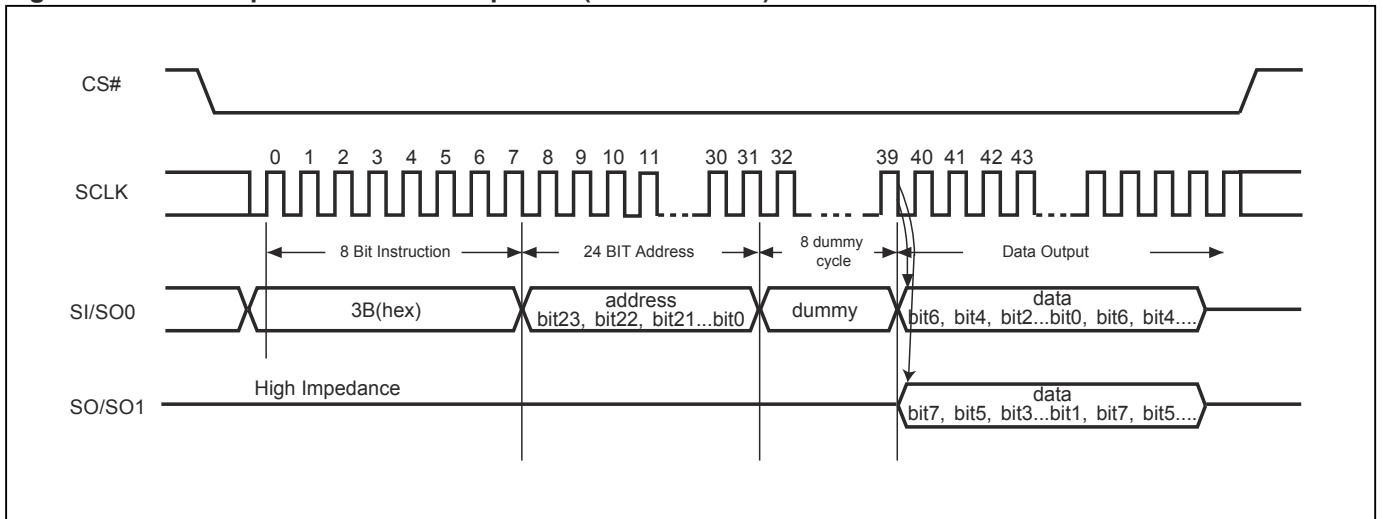 CS#
0 1 2 3 4 5 6 7 8 9 10 11 30 31 32 39 40 41 42 43
SCLK
8 Bit Instruction 24 BIT Address 8 dummy cycle Data Output
SI/SO0
3B(hex)
address
bit23, bit22, bit21...bit0
dummy
data
bit6, bit4, bit2...bit0, bit6, bit4....
High Impedance
SO/SO1
data
bit7, bit5, bit3...bit1, bit7, bit5....